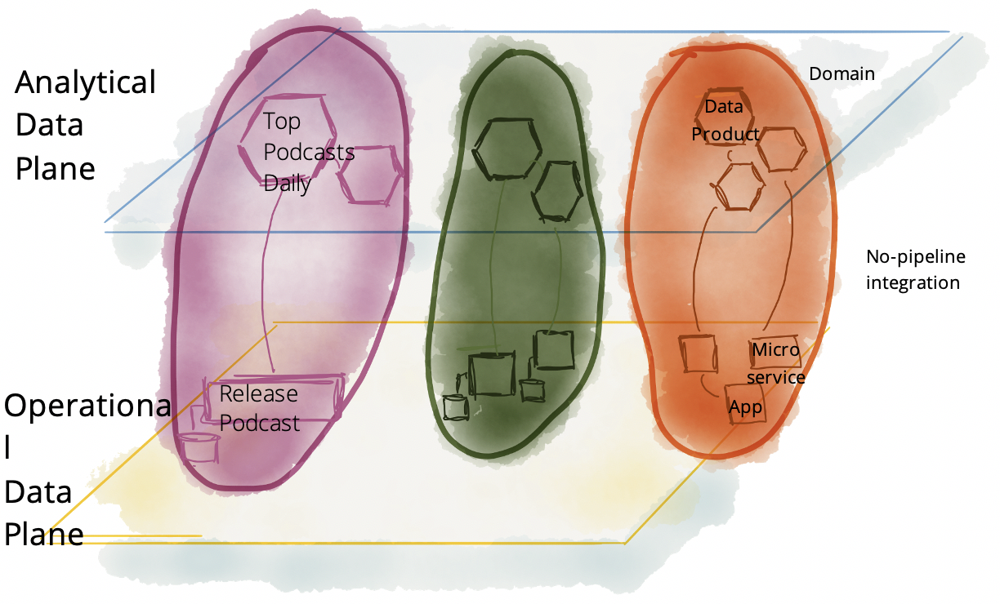 Analytical
Data
Plane
Top
Podcasts
Daily
Data
Product
Domain
No-pipeline
integration
Operationa
l
Data
Plane
Release
Podcast
Micro
service
App